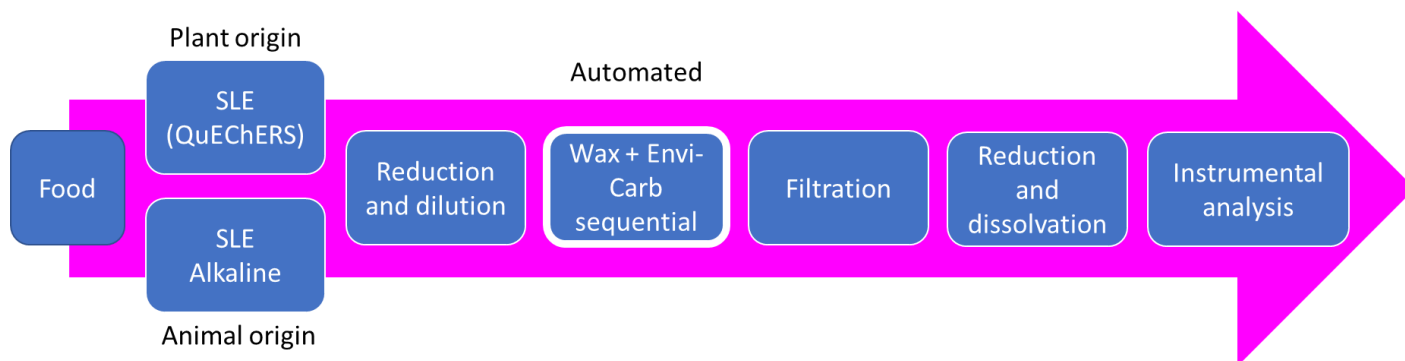 Plant origin
Automated
Food
SLE
(QuEChERS)
SLE
Alkaline
Animal origin
Reduction
and dilution
Wax + Envi-
Carb
sequential
Filtration
Reduction
and
dissolvation
Instrumental
analysis